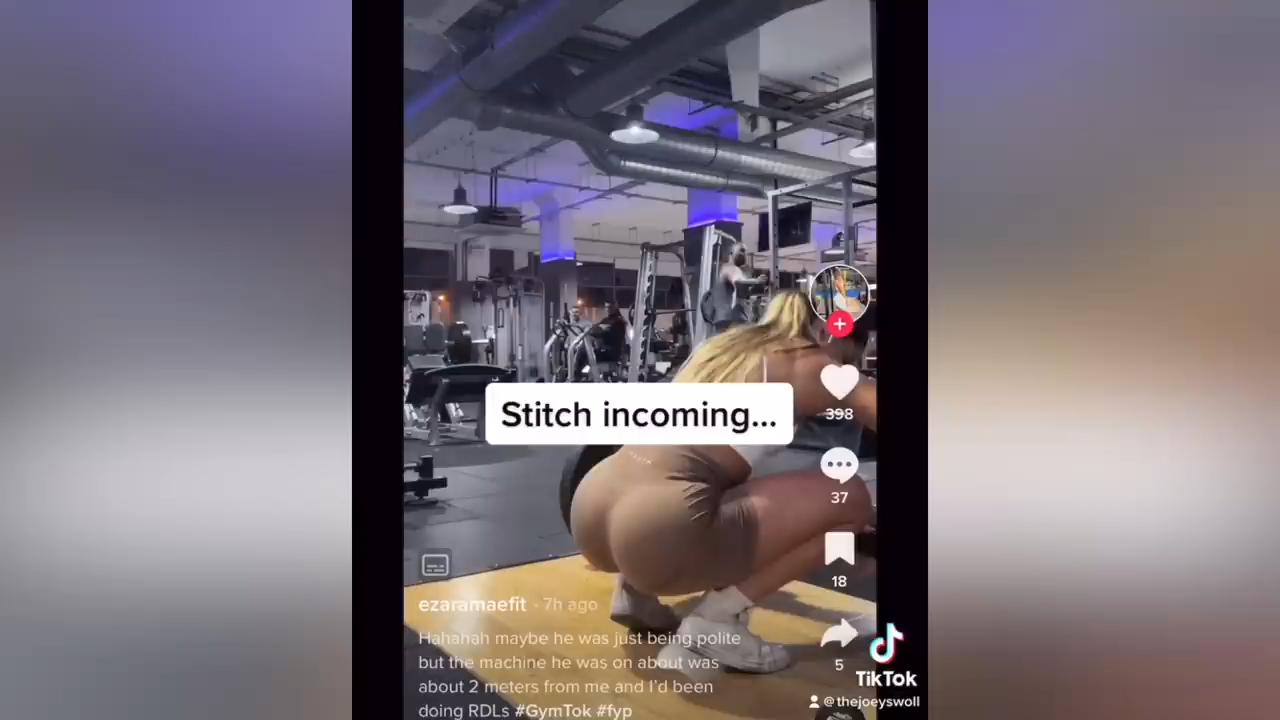 Stitch incoming...
398
37
18
ezaramaefit · 7h ago
Hahahah maybe he was just being polite
but the machine he was on about was
about 2 meters from me and I'd been
doing RDLs #GymTok #fyp
5
TikTok
@thejoeyswoll